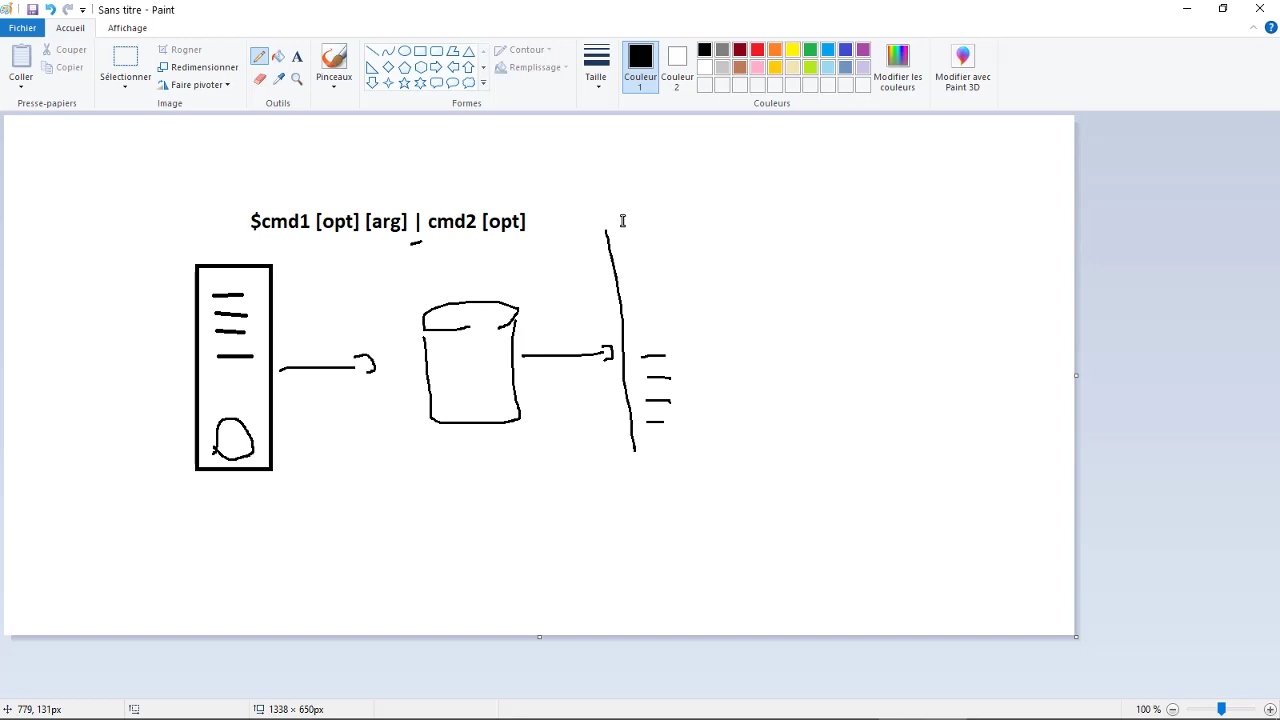 Sans titre - Paint
Fichier Accueil Affichage
Coller
Couper
Copier
Presse-papiers
Sélectionner
Rogner
Redimensionner
Faire pivoter
Image
A
Outils
Pinceaux
Contour
Remplissage
Formes
Taille
Couleur 1
Couleur 2
Couleurs
Modifier les couleurs
Modifier avec Paint 3D
$cmd1 [opt] [arg] | cmd2 [opt]
779, 131px
1338 × 650px
100 %